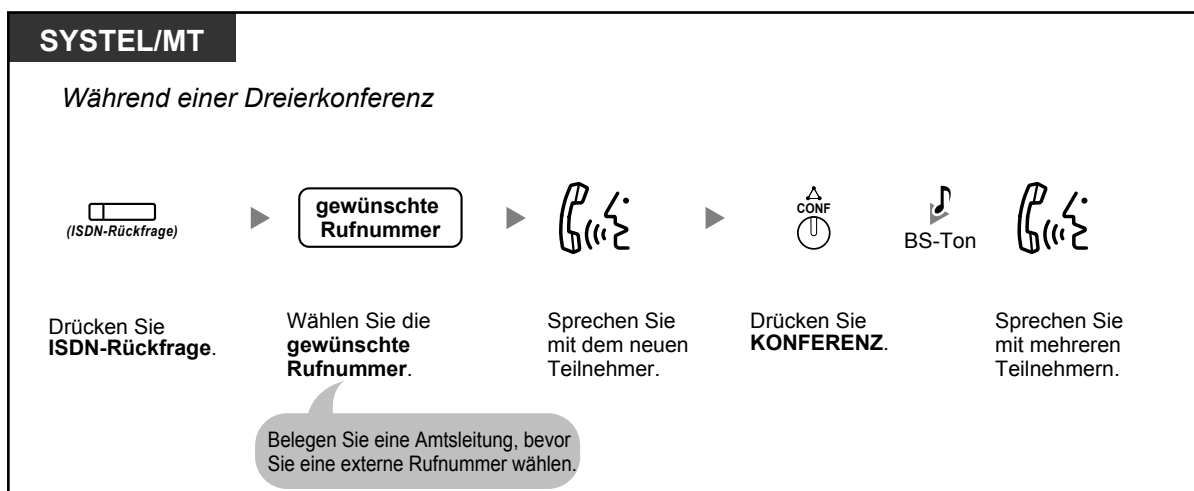 SYSTEL/MT
Während einer Dreierkonferenz
(ISDN-Rückfrage)
gewünschte
Rufnummer
CONF
BS-Ton
Drücken Sie
ISDN-Rückfrage.
Wählen Sie die
gewünschte
Rufnummer.
Sprechen Sie
mit dem neuen
Teilnehmer.
Drücken Sie
KONFERENZ.
Sprechen Sie
mit mehreren
Teilnehmern.
Belegen Sie eine Amtsleitung, bevor
Sie eine externe Rufnummer wählen.